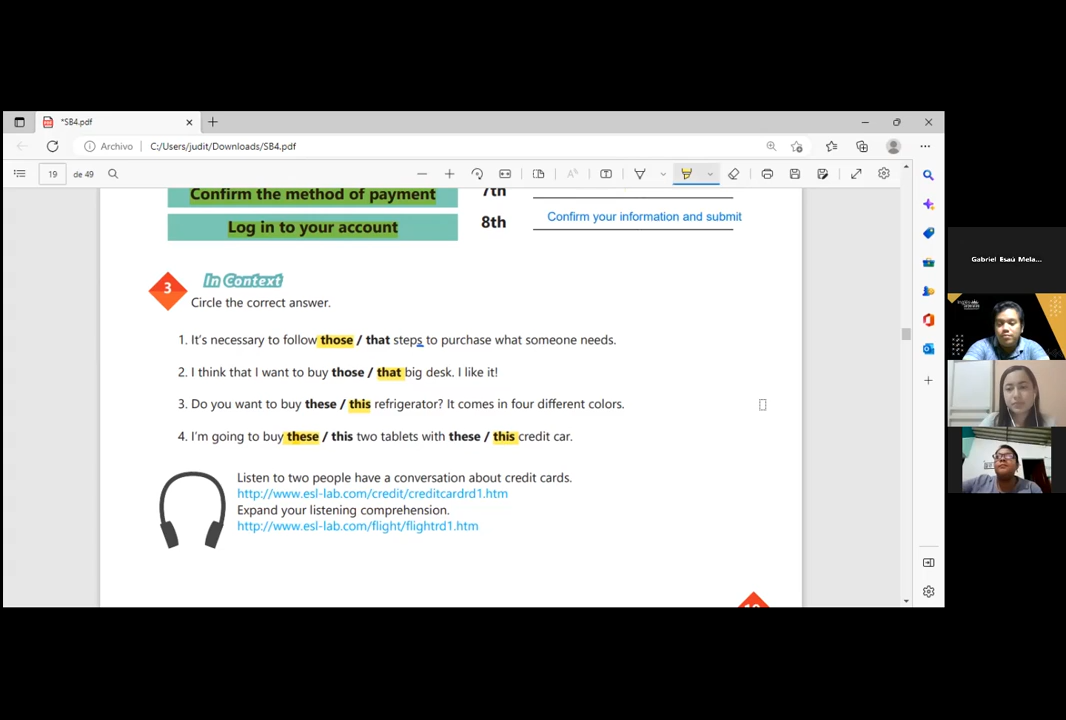 *SB4.pdf
Archivo
C:/Users/judit/Downloads/SB4.pdf
19
de 49
Confirm the method of payment
7th
Log in to your account
8th
Confirm your information and submit
3
In Context
Circle the correct answer.
1. It's necessary to follow those / that steps to purchase what someone needs.
2. I think that I want to buy those / that big desk. I like it!
3. Do you want to buy these / this refrigerator? It comes in four different colors.
4. I'm going to buy these / this two tablets with these / this credit car.
Listen to two people have a conversation about credit cards.
http://www.esl-lab.com/credit/creditcardrd1.htm
Expand your listening comprehension.
http://www.esl-lab.com/flight/flightrd1.htm
Gabriel Esaú Mela...